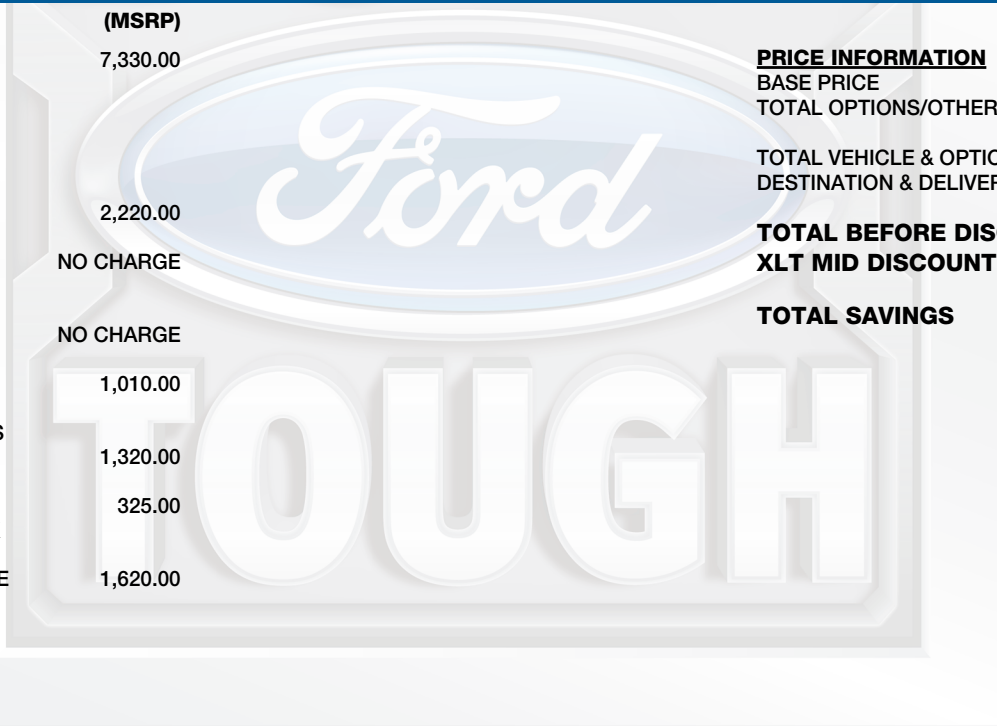 (MSRP)
7,330.00
2,220.00
NO CHARGE
NO CHARGE
1,010.00
S
1,320.00
325.00
E
1,620.00
PRICE INFORMATION
BASE PRICE
TOTAL OPTIONS/OTHER
TOTAL VEHICLE & OPTIO
DESTINATION & DELIVER
TOTAL BEFORE DISC
XLT MID DISCOUNT
TOTAL SAVINGS
Ford
TOUGH